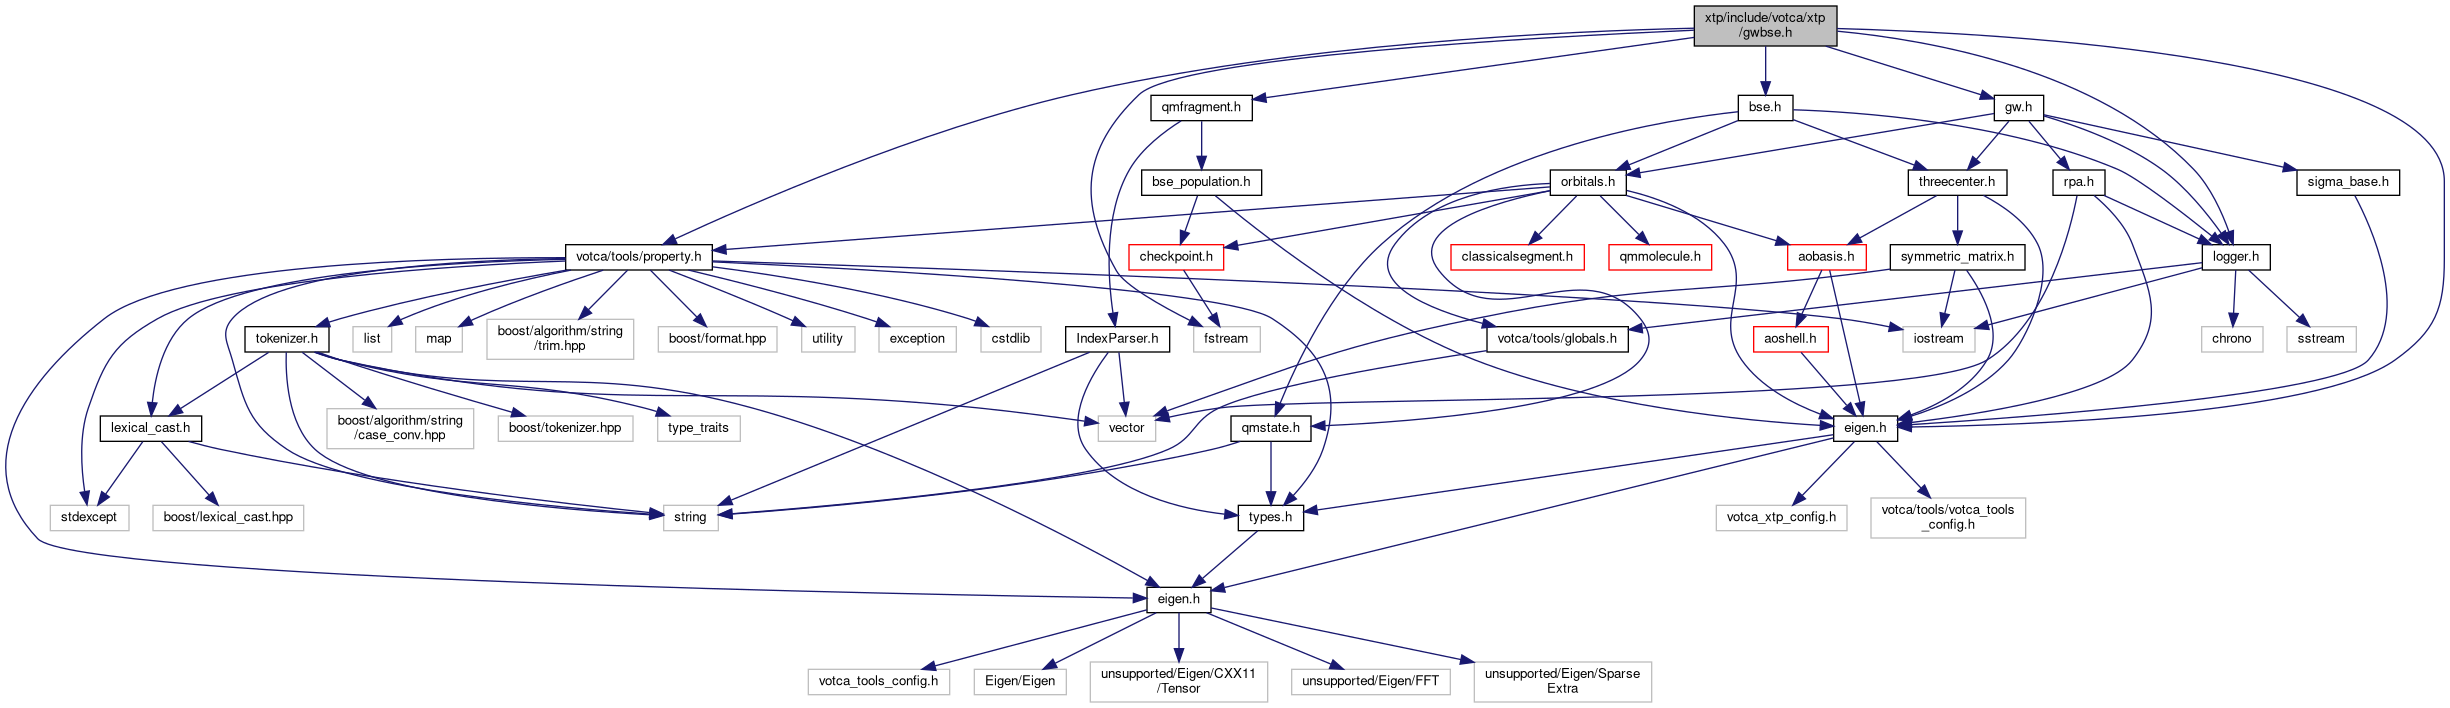 xtp/include/votca/xtp
/gwbse.h
qmfragment.h
bse.h
gw.h
bse_population.h
orbitals.h
threecenter.h
rpa.h
sigma_base.h
votca/tools/property.h
checkpoint.h
classicalsegment.h
qmmolecule.h
aobasis.h
symmetric_matrix.h
logger.h
tokenizer.h
list
map
boost/algorithm/string
/trim.hpp
boost/format.hpp
utility
exception
cstdlib
IndexParser.h
fstream
votca/tools/globals.h
aoshell.h
iostream
chrono
sstream
lexical_cast.h
boost/algorithm/string
/case_conv.hpp
boost/tokenizer.hpp
type_traits
vector
qmstate.h
eigen.h
stdexcept
boost/lexical_cast.hpp
string
types.h
votca_xtp_config.h
votca/tools/votca_tools
_config.h
eigen.h
votca_tools_config.h
Eigen/Eigen
unsupported/Eigen/CXX11
/Tensor
unsupported/Eigen/FFT
unsupported/Eigen/Sparse
Extra